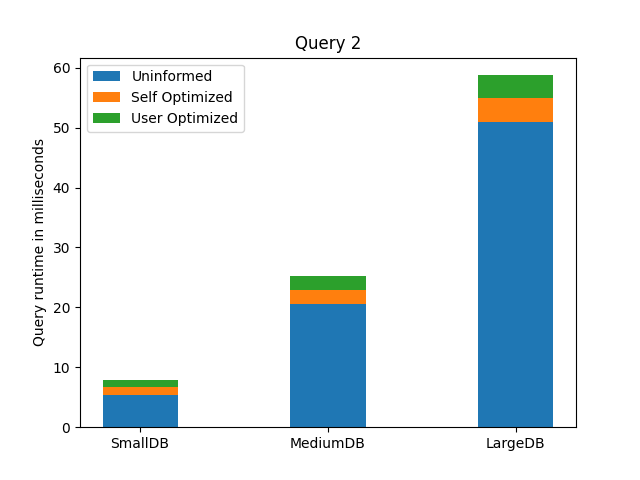 Query 2
Uninformed
Self Optimized
User Optimized
Query runtime in milliseconds
60
50
40
30
20
10
0
SmallDB
MediumDB
LargeDB